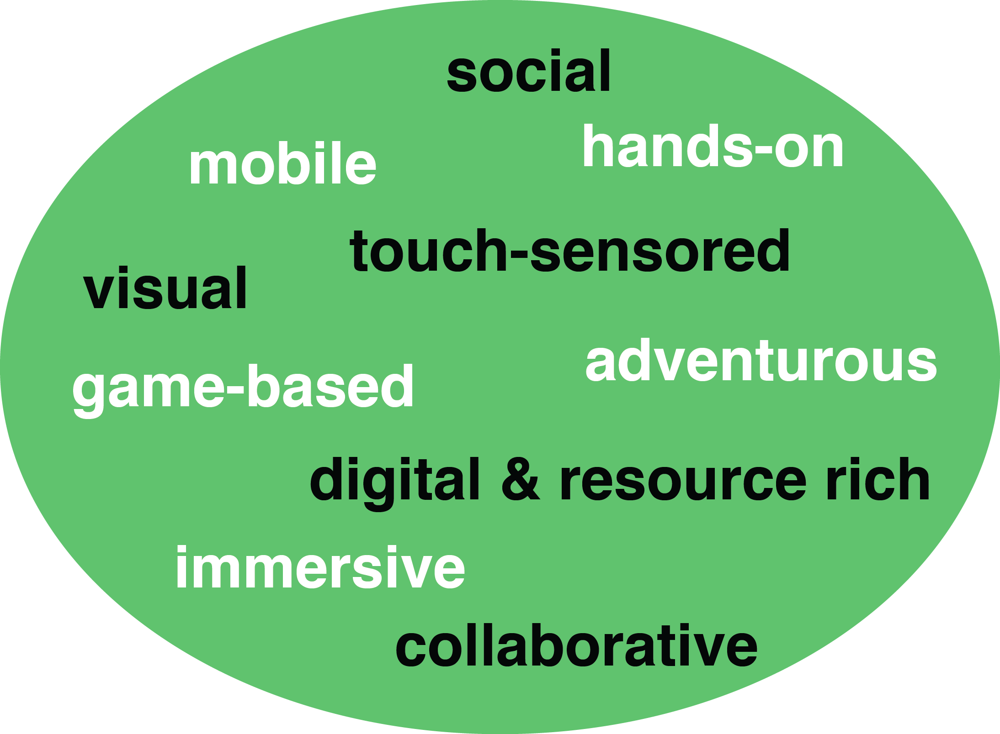 social
hands-on
mobile
touch-sensored
visual
adventurous
game-based
digital & resource rich
immersive
collaborative